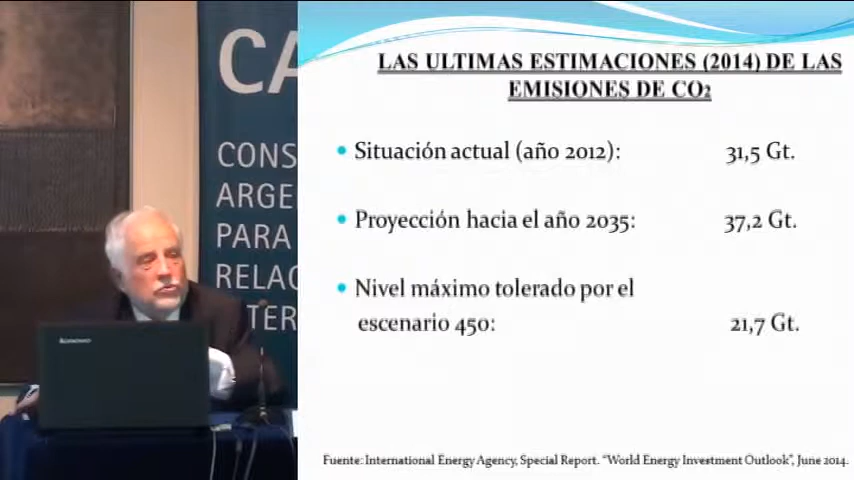 CA
CONS
ARGE
PARA
RELAC
TER
Lenovo
LAS ULTIMAS ESTIMACIONES (2014) DE LAS
EMISIONES DE CO₂
• Situación actual (año 2012): 31,5 Gt.
• Proyección hacia el año 2035: 37,2 Gt.
• Nivel máximo tolerado por el
escenario 450: 21,7 Gt.
Fuente: International Energy Agency, Special Report. “World Energy Investment Outlook”, June 2014.